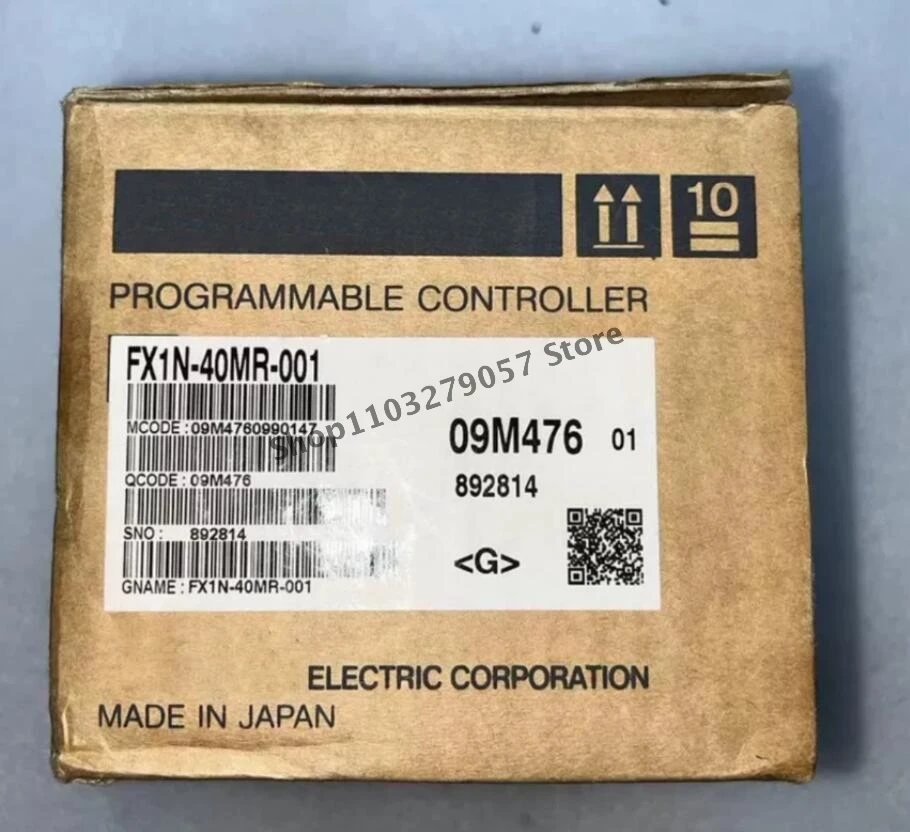 10
PROGRAMMABLE CONTROLLER
FX1N-40MR-001
MCODE : 09M4760990147
QCODE : 09M476
SNO : 892814
GNAME : FX1N-40MR-001
09M476 01
892814
<G>
Shop1103279057 Store
ELECTRIC CORPORATION
MADE IN JAPAN